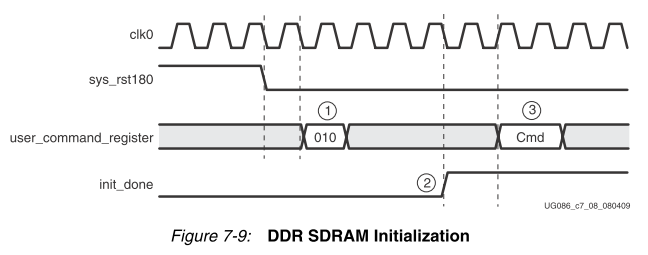 clk0
sys_rst180
1
3
user_command_register 010 Cmd
init_done 2
UG086_c7_08_080409
Figure 7-9: DDR SDRAM Initialization